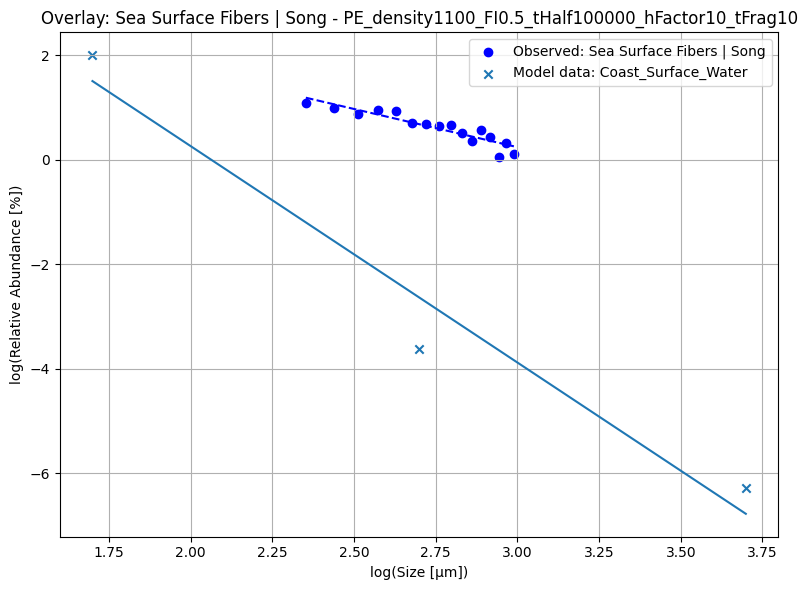 Overlay: Sea Surface Fibers | Song - PE_density1100_FI0.5_tHalf100000_hFactor10_tFrag10
Observed: Sea Surface Fibers | Song
Model data: Coast_Surface_Water
log(Relative Abundance [%])
2
0
−2
−4
−6
1.75 2.00 2.25 2.50 2.75 3.00 3.25 3.50 3.75
log(Size [µm])